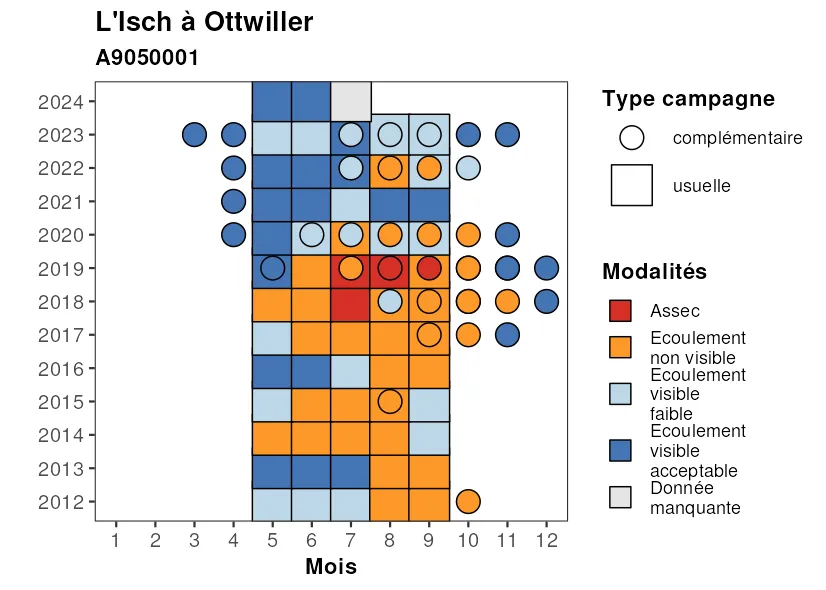 L'Isch à Ottwiller
A9050001
2024
2023
2022
2021
2020
2019
2018
2017
2016
2015
2014
2013
2012
1 2 3 4 5 6 7 8 9 10 11 12
Mois
Type campagne
complémentaire
usuelle
Modalités
Assec
Ecoulement
non visible
Ecoulement
visible
faible
Ecoulement
visible
acceptable
Donnée
manquante